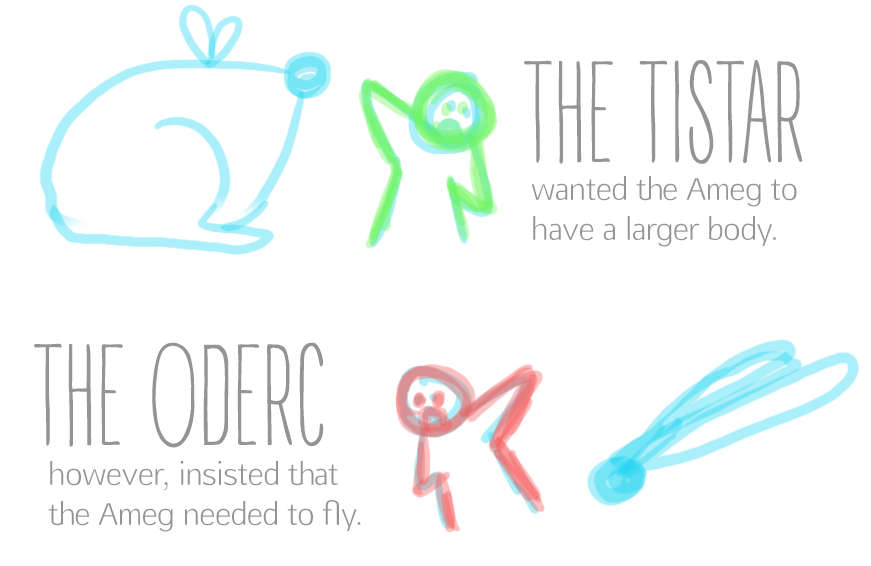 THE TISTAR
wanted the Ameg to
have a larger body.
THE ODERC
however, insisted that
the Ameg needed to fly.